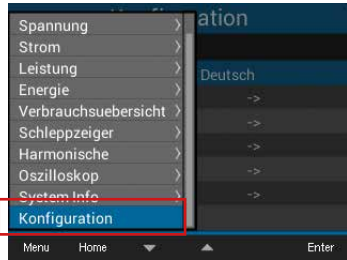 ation
Spannung
Strom
Leistung
Deutsch
Energie
->
Verbrauchsuebersicht
->
Schleppzeiger
Harmonische
->
Oszilloskop
->
System Info
->
Konfiguration
Menu Home Enter